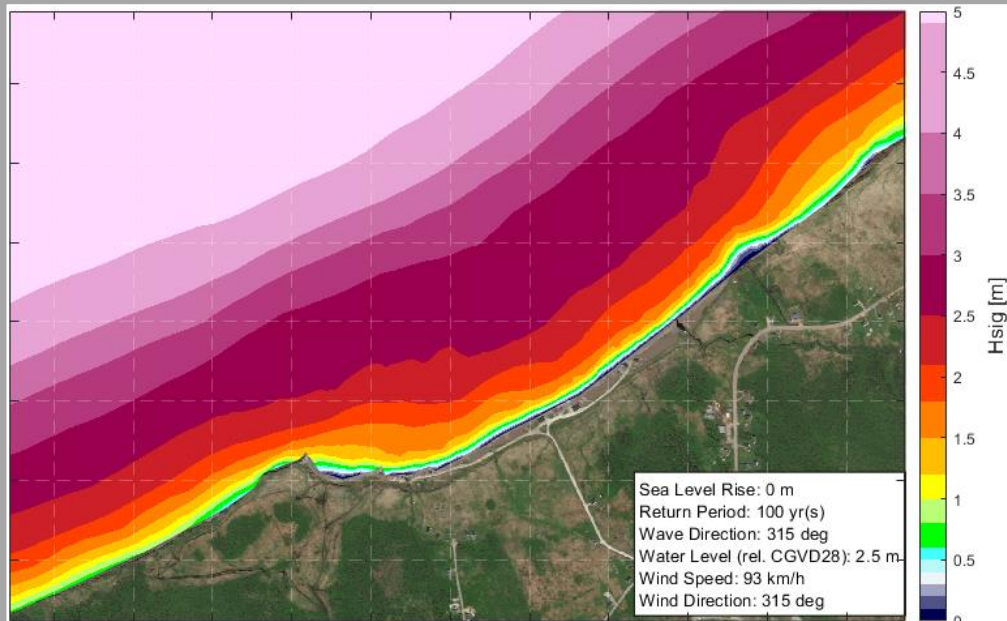 5
4.5
4
3.5
3
2.5
2
1.5
1
0.5
0
Hsig [m]
Sea Level Rise: 0 m
Return Period: 100 yr(s)
Wave Direction: 315 deg
Water Level (rel. CGVD28): 2.5 m
Wind Speed: 93 km/h
Wind Direction: 315 deg